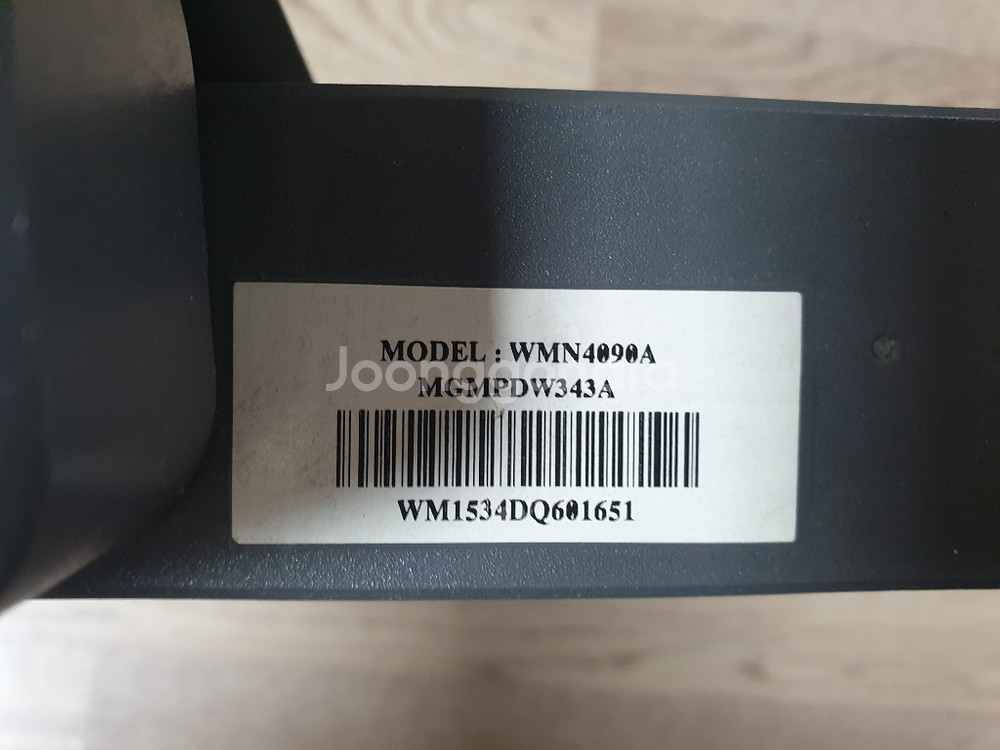 MODEL : WMN4090A
Joonggonara
MGMPDW343A
WM1534DQ601651